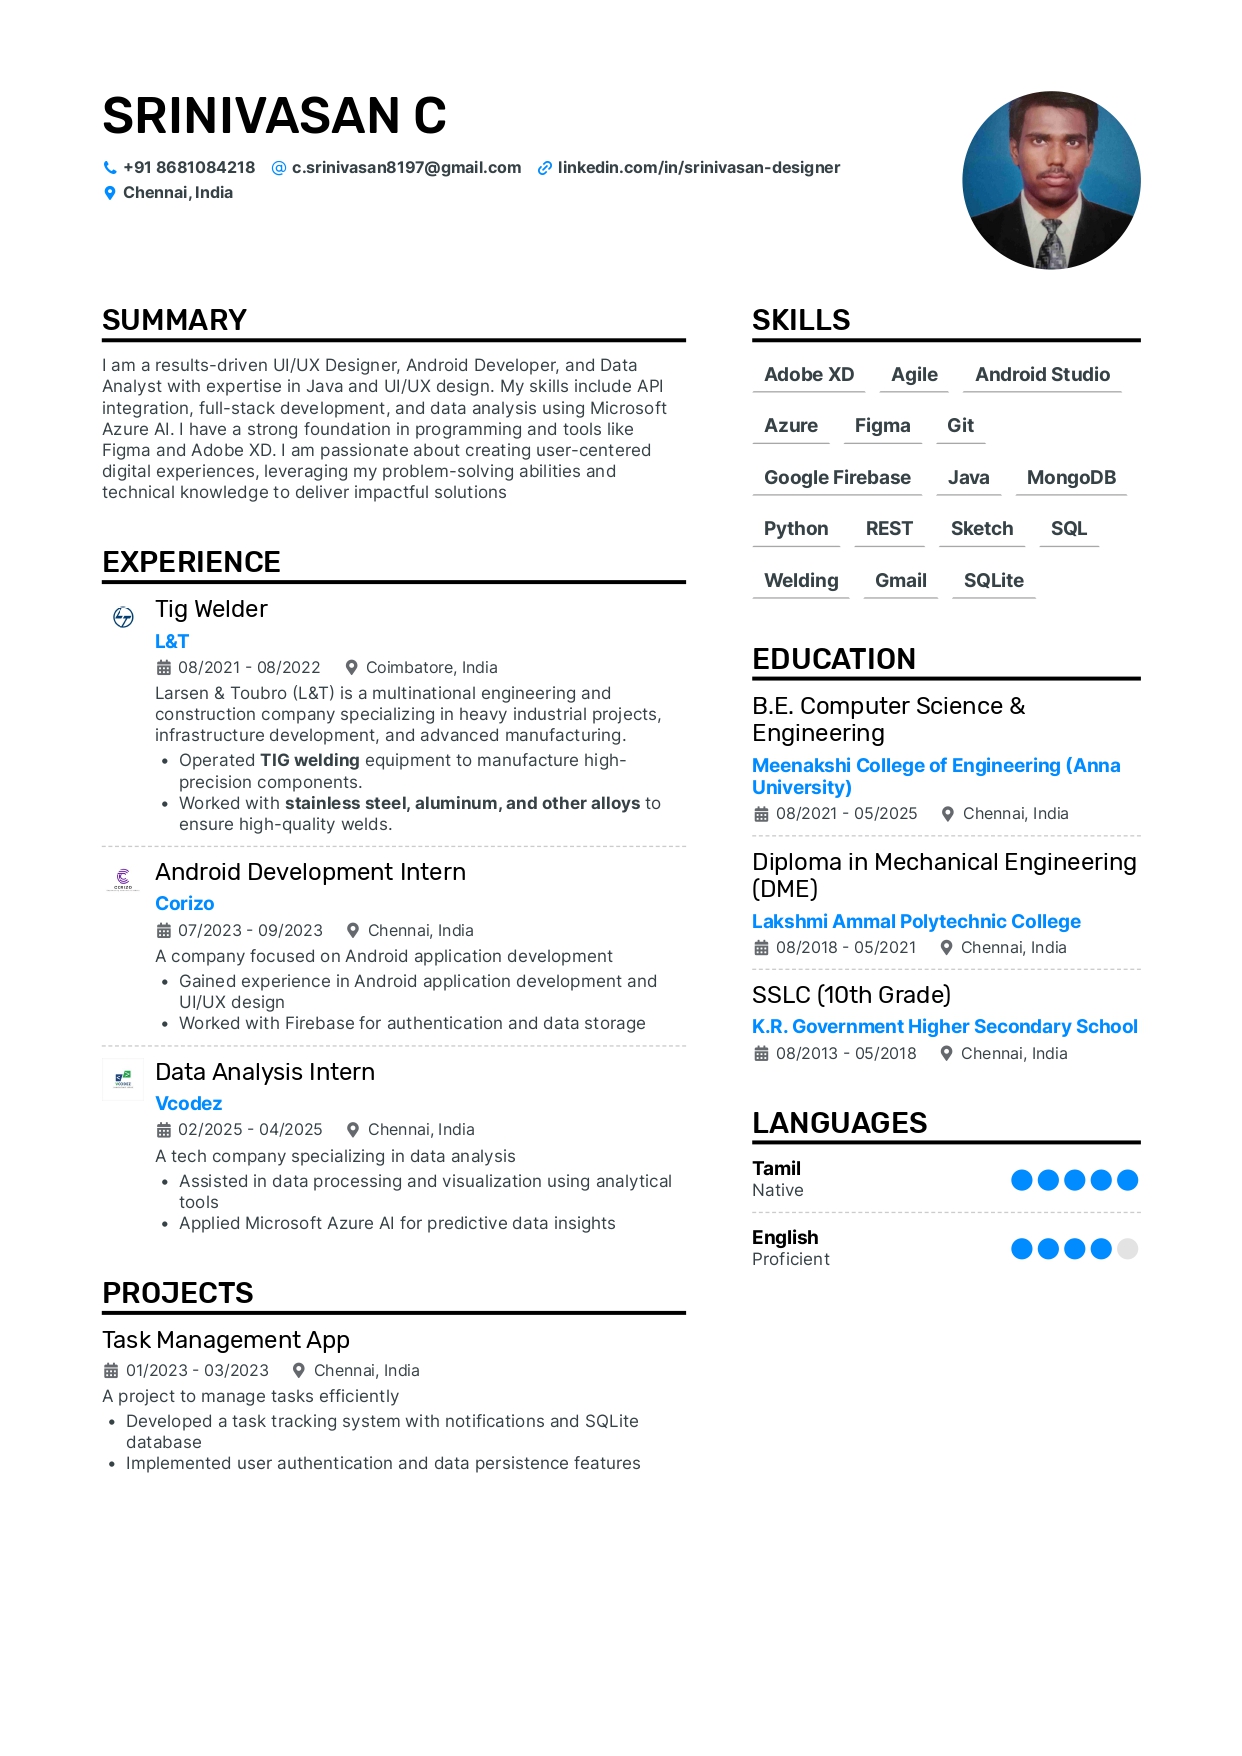 SRINIVASAN C
+91 8681084218 c.srinivasan8197@gmail.com linkedin.com/in/srinivasan-designer
Chennai, India
SUMMARY
I am a results-driven UI/UX Designer, Android Developer, and Data
Analyst with expertise in Java and UI/UX design. My skills include API
integration, full-stack development, and data analysis using Microsoft
Azure AI. I have a strong foundation in programming and tools like
Figma and Adobe XD. I am passionate about creating user-centered
digital experiences, leveraging my problem-solving abilities and
technical knowledge to deliver impactful solutions
EXPERIENCE
Tig Welder
L&T
08/2021 - 08/2022 Coimbatore, India
Larsen & Toubro (L&T) is a multinational engineering and
construction company specializing in heavy industrial projects,
infrastructure development, and advanced manufacturing.
• Operated TIG welding equipment to manufacture high-
precision components.
• Worked with stainless steel, aluminum, and other alloys to
ensure high-quality welds.
CORIZO
Android Development Intern
Corizo
07/2023 - 09/2023 Chennai, India
A company focused on Android application development
• Gained experience in Android application development and
UI/UX design
• Worked with Firebase for authentication and data storage
VCODEZ
Data Analysis Intern
Vcodez
02/2025 - 04/2025 Chennai, India
A tech company specializing in data analysis
• Assisted in data processing and visualization using analytical
tools
• Applied Microsoft Azure AI for predictive data insights
PROJECTS
Task Management App
01/2023 - 03/2023 Chennai, India
A project to manage tasks efficiently
• Developed a task tracking system with notifications and SQLite
database
• Implemented user authentication and data persistence features
SKILLS
Adobe XD Agile Android Studio
Azure Figma Git
Google Firebase Java MongoDB
Python REST Sketch SQL
Welding Gmail SQLite
EDUCATION
B.E. Computer Science &
Engineering
Meenakshi College of Engineering (Anna
University)
08/2021 - 05/2025 Chennai, India
Diploma in Mechanical Engineering
(DME)
Lakshmi Ammal Polytechnic College
08/2018 - 05/2021 Chennai, India
SSLC (10th Grade)
K.R. Government Higher Secondary School
08/2013 - 05/2018 Chennai, India
LANGUAGES
Tamil
Native
English
Proficient